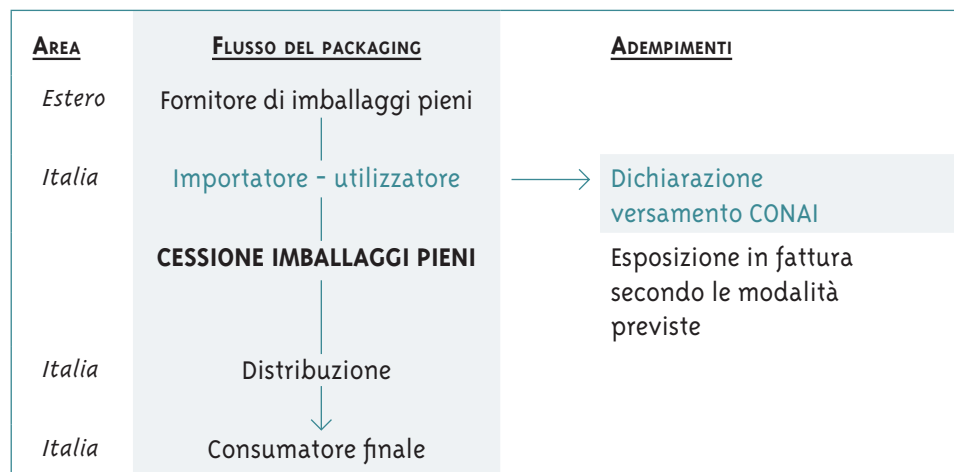 Area Flusso del packaging Adempimenti
Estero Fornitore di imballaggi pieni
Italia Importatore - utilizzatore Dichiarazione
versamento CONAI
CESSIONE IMBALLAGGI PIENI Esposizione in fattura
secondo le modalità
previste
Italia Distribuzione
Italia Consumatore finale